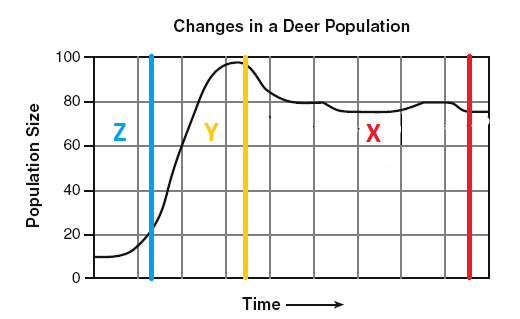 Changes in a Deer Population
Population Size
100
80
60
40
20
0
Z
Y
X
Time